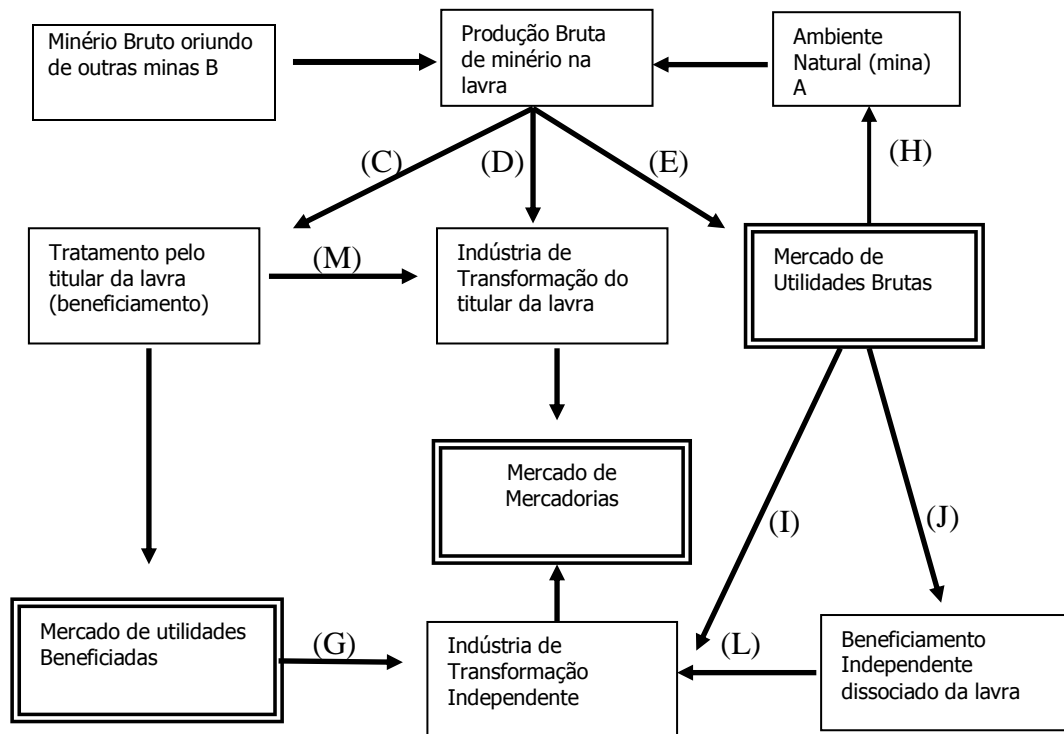 Minério Bruto oriundo
de outras minas B
Produção Bruta
de minério na
lavra
Ambiente
Natural (mina)
A
(C)
(D)
(E)
(H)
Tratamento pelo
titular da lavra
(beneficiamento)
(M)
Indústria de
Transformação do
titular da lavra
Mercado de
Utilidades Brutas
Mercado de
Mercadorias
(I)
(J)
Mercado de utilidades
Beneficiadas
(G)
Indústria de
Transformação
Independente
(L)
Beneficiamento
Independente
dissociado da lavra